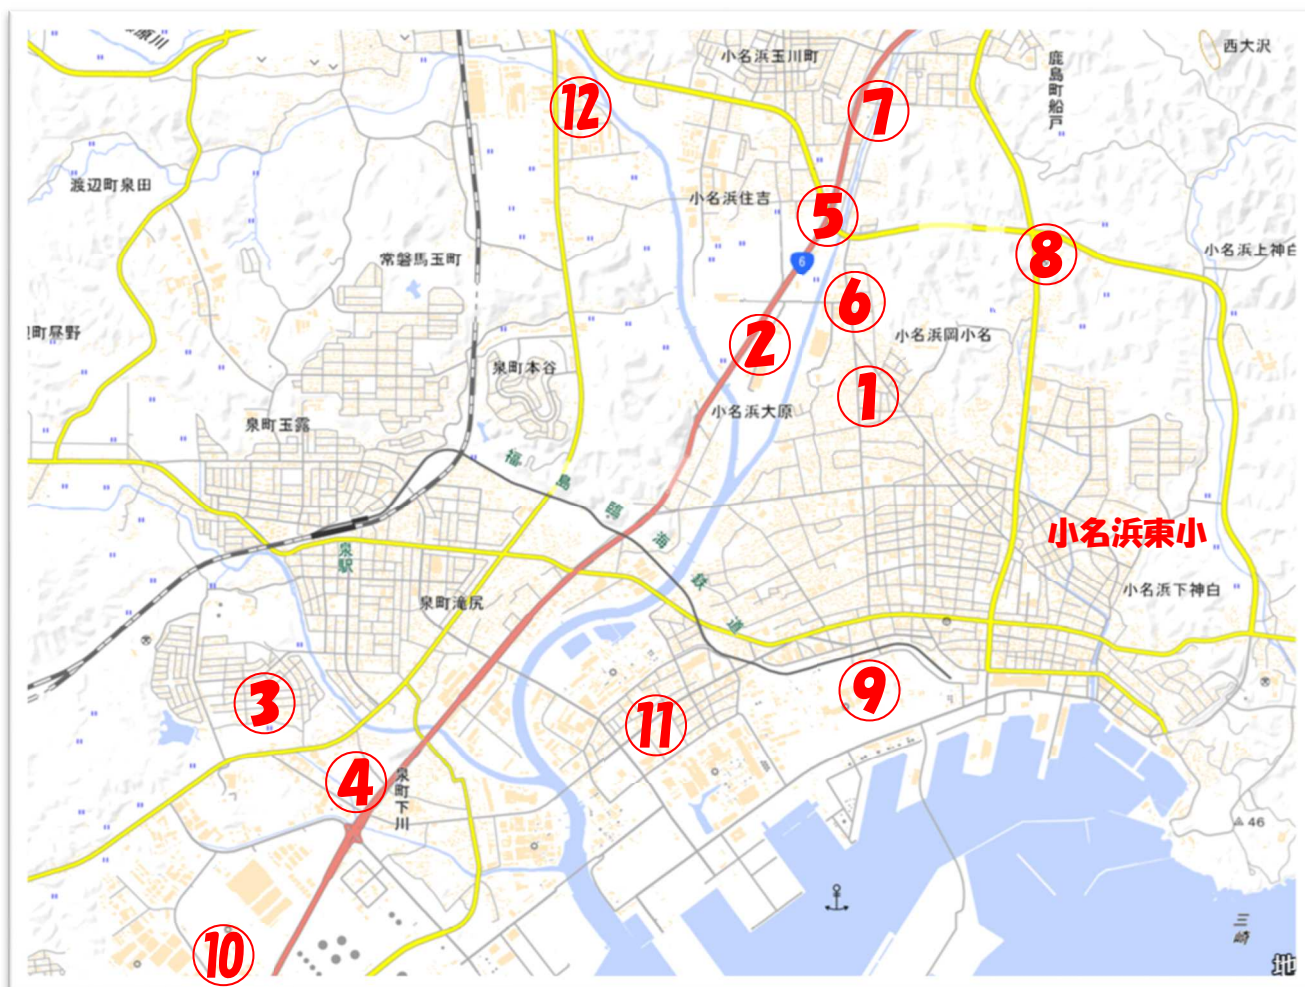 小名浜玉川町
西大沢
鹿島町船戸
⑫
⑦
渡辺町泉田
小名浜住吉
⑤
⑧
常磐馬玉町
6
小名浜上神白
⑥
町昼野
②
小名浜岡小名
泉町本谷
①
小名浜大原
泉町玉露
福島臨海鉄道
小名浜東小
泉駅
泉町滝尻
小名浜下神白
③
⑨
⑪
④
泉町下川
46
三崎
⑩
地